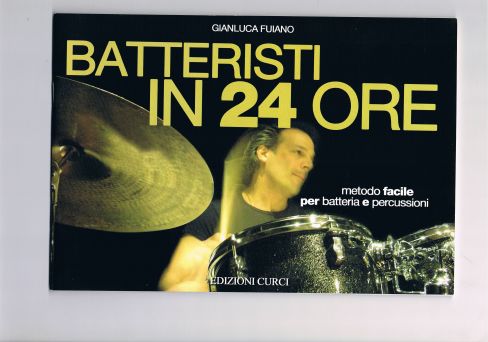 GIANLUCA FUIANO
BATTERISTI
IN 24 ORE
metodo facile
per batteria e percussioni
EDIZIONI CURCI